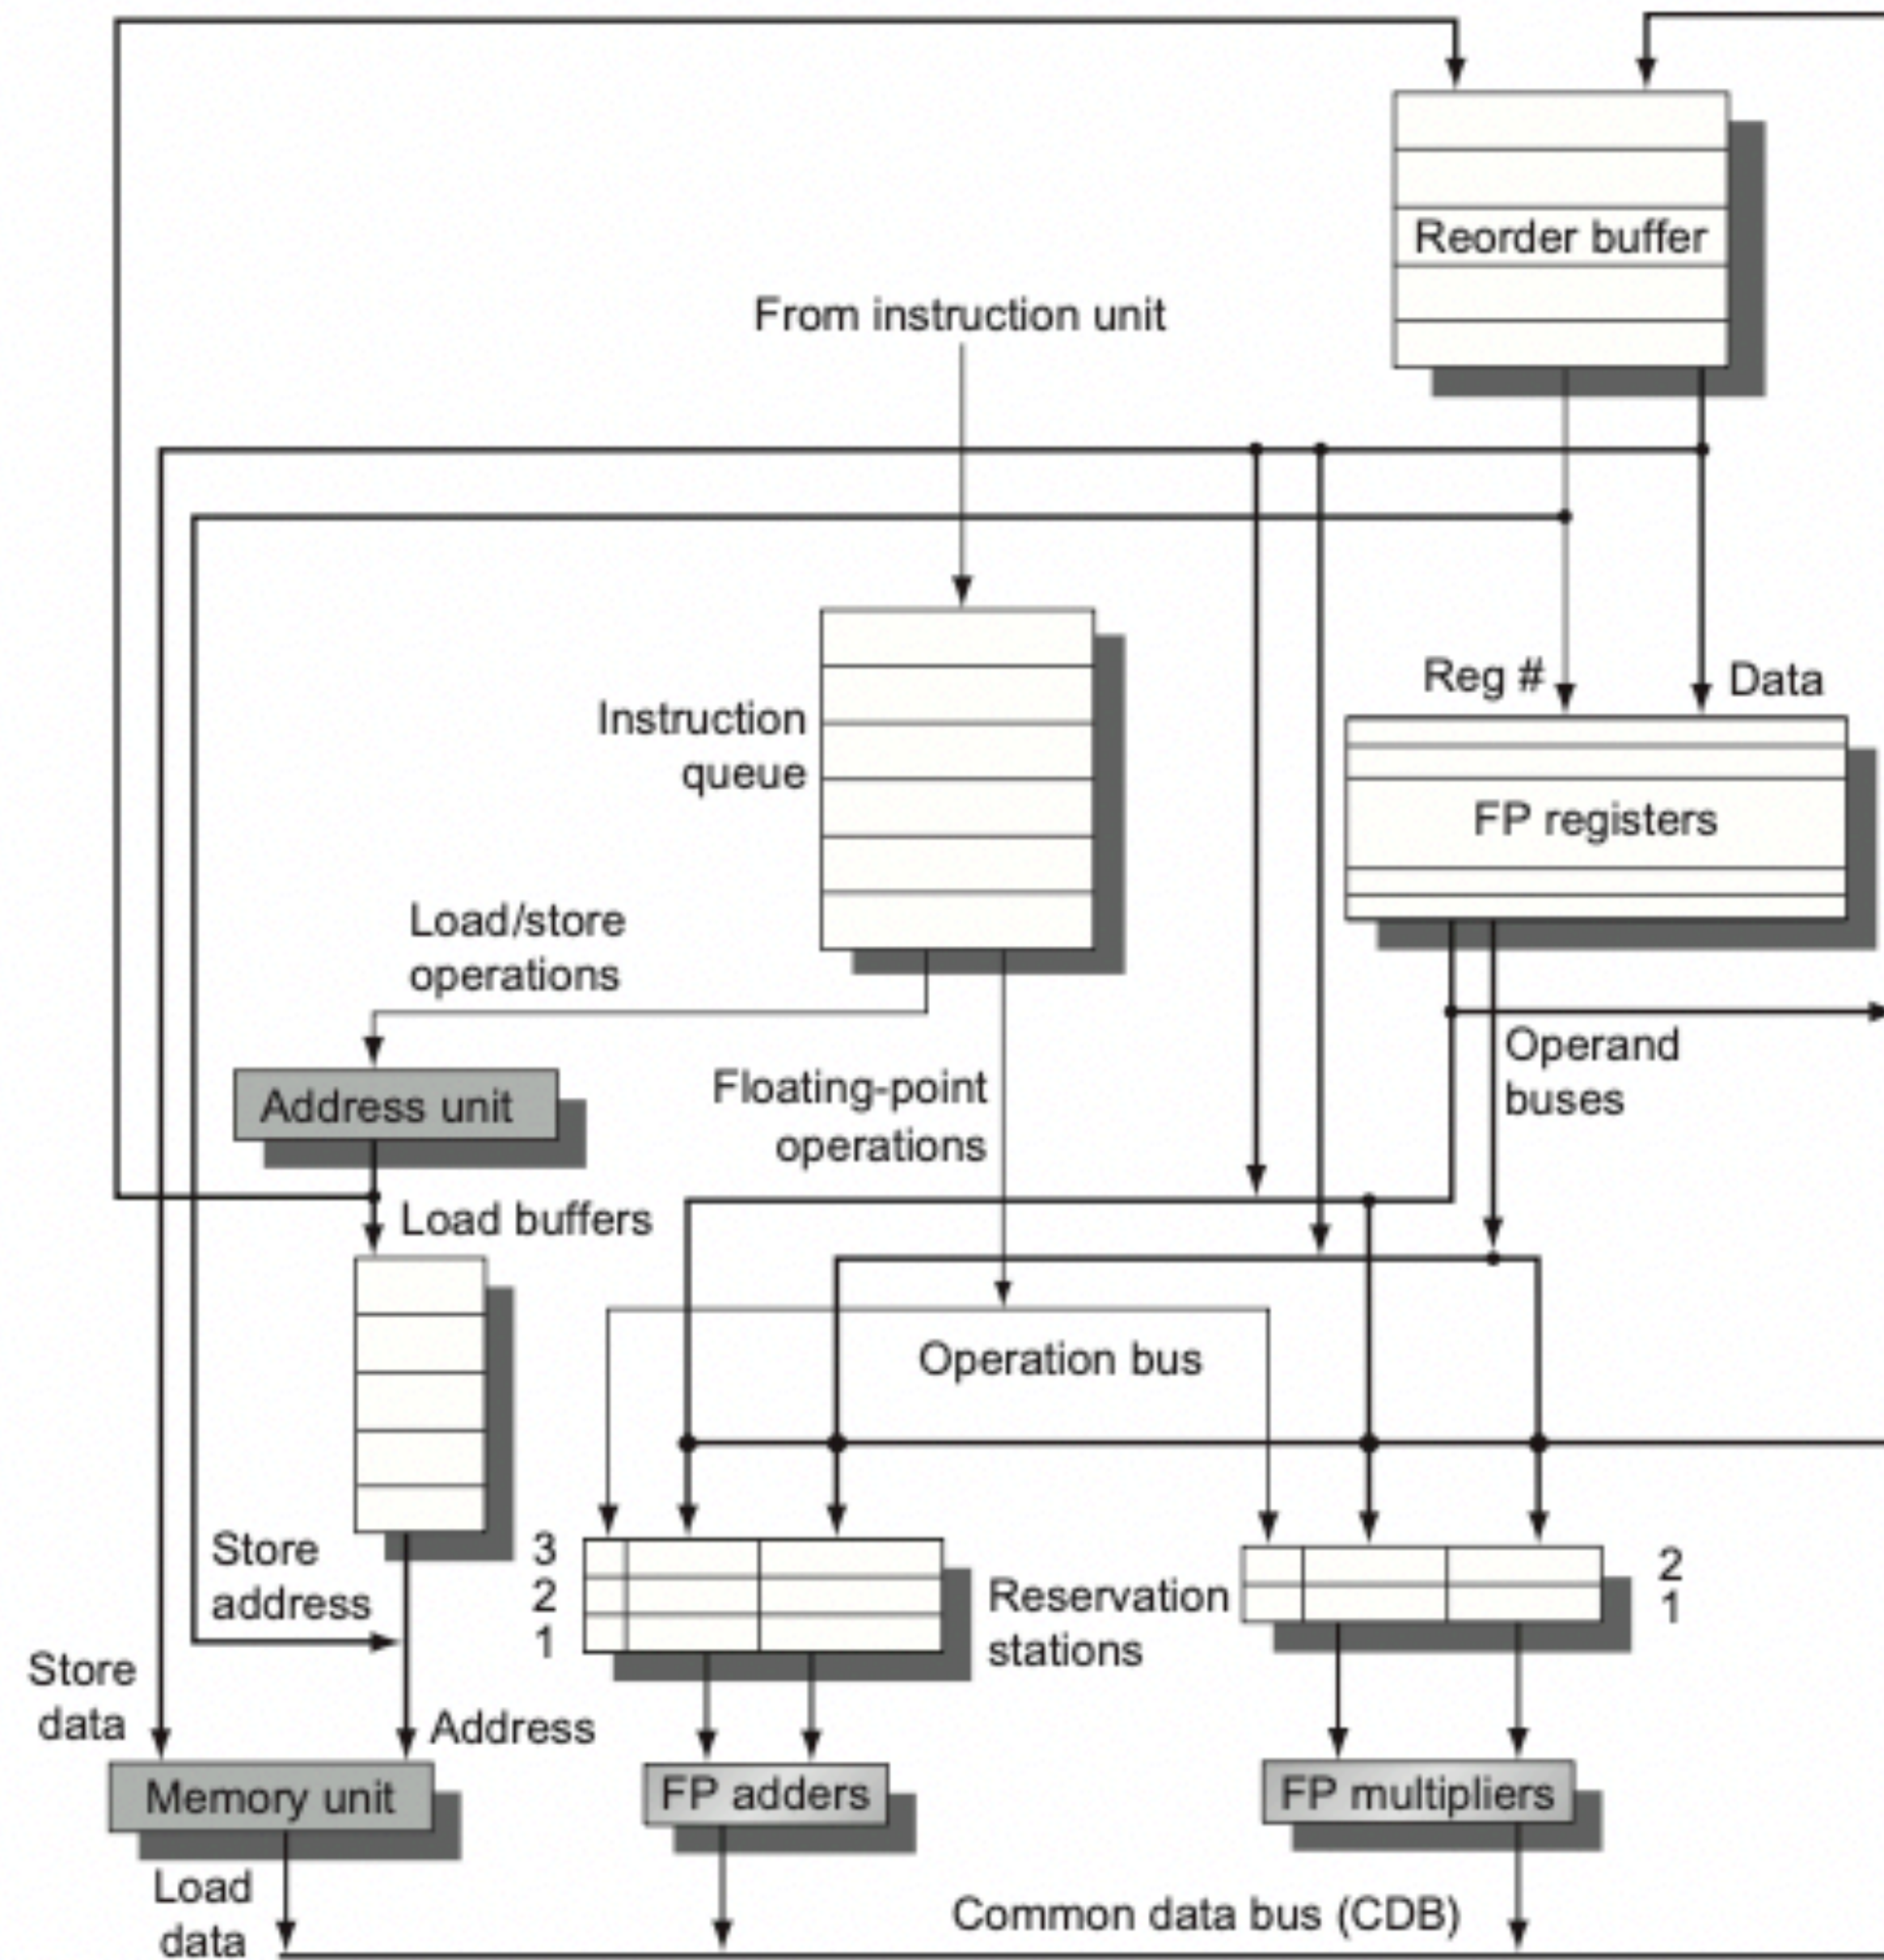 Reorder buffer
From instruction unit
Reg #
Data
Instruction
queue
FP registers
Load/store
operations
Operand
buses
Address unit
Floating-point
operations
Load buffers
Operation bus
Store
address
3
2
1
Reservation
stations
2
1
Store
data
Address
Memory unit
FP adders
FP multipliers
Load
data
Common data bus (CDB)